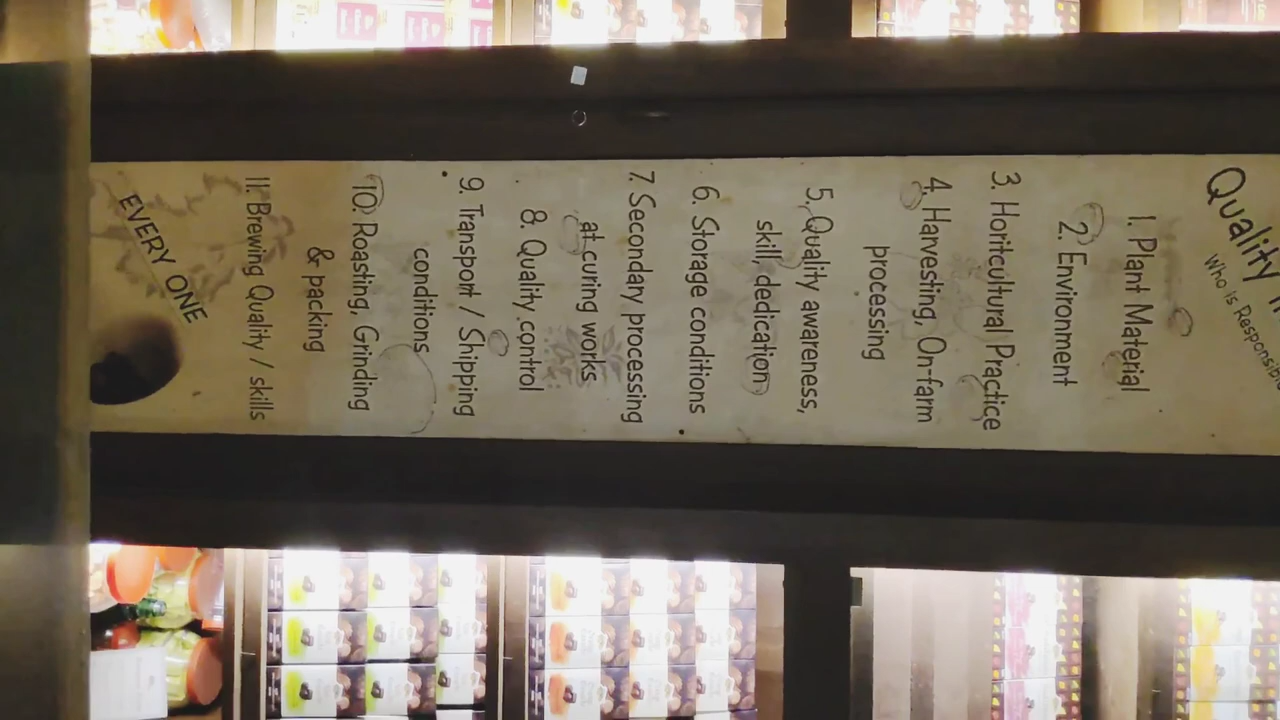 Quality
Who Is Responsib
1. Plant Material
2. Environment
3. Horitcultural Practice
4. Harvesting, On-farm
processing
5. Quality awareness,
skill, dedication
6. Storage conditions
7. Secondary processing
at curing works
8. Quality control
9. Transport / Shipping
conditions
10. Roasting, Grinding
& packing
11. Brewing Quality / skills
EVERY ONE